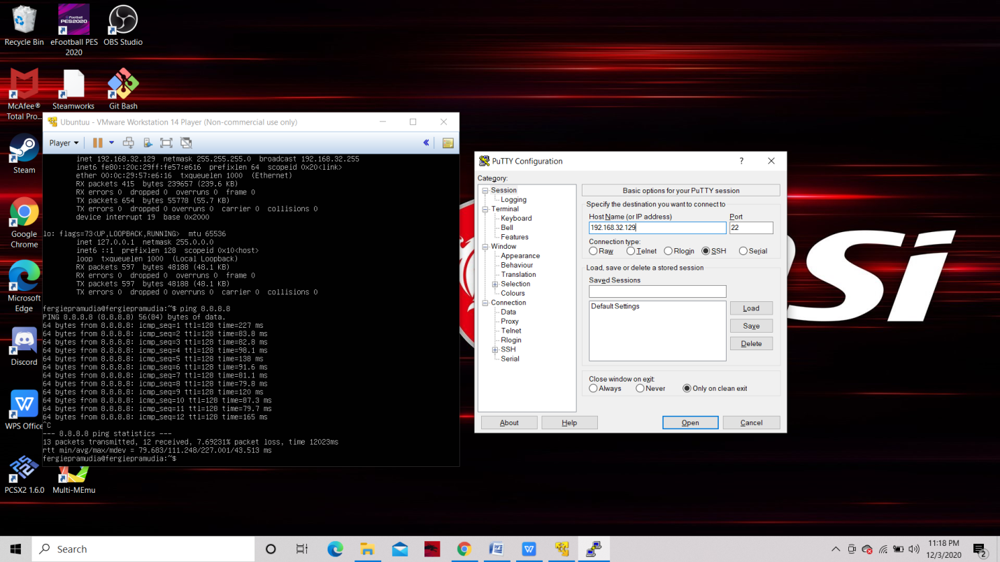 Recycle Bin
eFootball PES
2020
OBS Studio
McAfee®
Total Pro...
Steamworks
Git Bash
Steam
Google
Chrome
Microsoft
Edge
Discord
WPS Office
PCSX2 1.6.0
Multi-MEmu
Ubuntuu - VMware Workstation 14 Player (Non-commercial use only)
Player
inet 192.168.32.129 netmask 255.255.255.0 broadcast 192.168.32.255
inet6 fe80::20c:29ff:fe57:e616 prefixlen 64 scopeid 0x20<link>
ether 00:0c:29:57:e6:16 txqueuelen 1000 (Ethernet)
RX packets 415 bytes 239657 (239.6 KB)
RX errors 0 dropped 0 overruns 0 frame 0
TX packets 654 bytes 55778 (55.7 KB)
TX errors 0 dropped 0 overruns 0 carrier 0 collisions 0
device interrupt 19 base 0x2000
lo: flags=73<UP,LOOPBACK,RUNNING> mtu 65536
inet 127.0.0.1 netmask 255.0.0.0
inet6 ::1 prefixlen 128 scopeid 0x10<host>
loop txqueuelen 1000 (Local Loopback)
RX packets 597 bytes 48188 (48.1 KB)
RX errors 0 dropped 0 overruns 0 frame 0
TX packets 597 bytes 48188 (48.1 KB)
TX errors 0 dropped 0 overruns 0 carrier 0 collisions 0
fergiepramudia@fergiepramudia:~$ ping 8.8.8.8
PING 8.8.8.8 (8.8.8.8) 56(84) bytes of data.
64 bytes from 8.8.8.8: icmp_seq=1 ttl=128 time=227 ms
64 bytes from 8.8.8.8: icmp_seq=2 ttl=128 time=83.8 ms
64 bytes from 8.8.8.8: icmp_seq=3 ttl=128 time=82.8 ms
64 bytes from 8.8.8.8: icmp_seq=4 ttl=128 time=98.1 ms
64 bytes from 8.8.8.8: icmp_seq=5 ttl=128 time=138 ms
64 bytes from 8.8.8.8: icmp_seq=6 ttl=128 time=91.6 ms
64 bytes from 8.8.8.8: icmp_seq=7 ttl=128 time=81.1 ms
64 bytes from 8.8.8.8: icmp_seq=8 ttl=128 time=79.8 ms
64 bytes from 8.8.8.8: icmp_seq=9 ttl=128 time=120 ms
64 bytes from 8.8.8.8: icmp_seq=10 ttl=128 time=87.3 ms
64 bytes from 8.8.8.8: icmp_seq=11 ttl=128 time=79.7 ms
64 bytes from 8.8.8.8: icmp_seq=12 ttl=128 time=165 ms
^C
--- 8.8.8.8 ping statistics ---
13 packets transmitted, 12 received, 7.69231% packet loss, time 12023ms
rtt min/avg/max/mdev = 79.683/111.248/227.001/43.513 ms
fergiepramudia@fergiepramudia:~$
PuTTY Configuration
?
Category:
Session
Logging
Terminal
Keyboard
Bell
Features
Window
Appearance
Behaviour
Translation
Selection
Colours
Connection
Data
Proxy
Telnet
Rlogin
SSH
Serial
Basic options for your PuTTY session
Specify the destination you want to connect to
Host Name (or IP address) Port
192.168.32.129 22
Connection type:
Raw Telnet Rlogin SSH Serial
Load, save or delete a stored session
Saved Sessions
Default Settings
Load
Save
Delete
Close window on exit:
Always Never Only on clean exit
About Help Open Cancel
Search
11:18 PM
12/3/2020
2